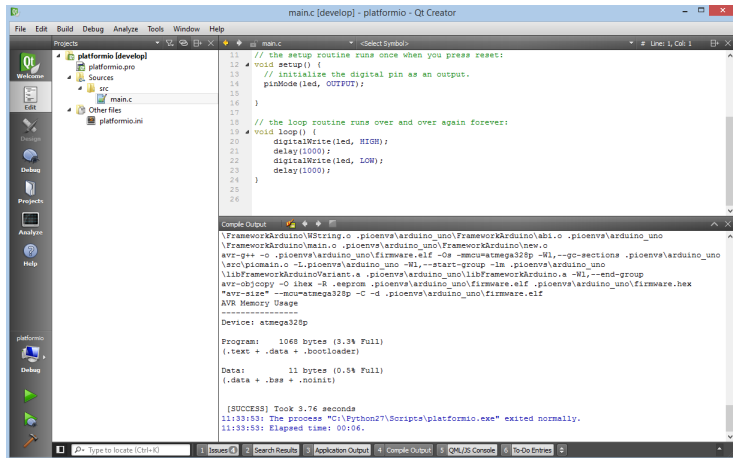 main.c [develop] - platformio - Qt Creator
File Edit Build Debug Analyze Tools Window Help
Projects
main.c
<Select Symbol>
# Line: 1, Col: 1
Qt
Welcome
Edit
Design
Debug
Projects
Analyze
Help
platformio
Debug
platformio [develop]
platformio.pro
Sources
src
main.c
Other files
platformio.ini
11 // the setup routine runs once when you press reset:
12 void setup() {
13 // initialize the digital pin as an output.
14 pinMode(led, OUTPUT);
15
16 }
17
18 // the loop routine runs over and over again forever:
19 void loop() {
20 digitalWrite(led, HIGH);
21 delay(1000);
22 digitalWrite(led, LOW);
23 delay(1000);
24 }
25
26
Compile Output
\FrameworkArduino\WString.o .pioenvs\arduino_uno\FrameworkArduino\abi.o .pioenvs\arduino_uno
\FrameworkArduino\main.o .pioenvs\arduino_uno\FrameworkArduino\new.o
avr-g++ -o .pioenvs\arduino_uno\firmware.elf -Os -mmcu=atmega328p -Wl,--gc-sections .pioenvs\arduino_uno
\src\piomain.o -L.pioenvs\arduino_uno -Wl,--start-group -lm .pioenvs\arduino_uno
\libFrameworkArduinoVariant.a .pioenvs\arduino_uno\libFrameworkArduino.a -Wl,--end-group
avr-objcopy -O ihex -R .eeprom .pioenvs\arduino_uno\firmware.elf .pioenvs\arduino_uno\firmware.hex
"avr-size" --mcu=atmega328p -C -d .pioenvs\arduino_uno\firmware.elf
AVR Memory Usage
----------------
Device: atmega328p
Program: 1068 bytes (3.3% Full)
(.text + .data + .bootloader)
Data: 11 bytes (0.5% Full)
(.data + .bss + .noinit)
[SUCCESS] Took 3.76 seconds
11:33:53: The process "C:\Python27\Scripts\platformio.exe" exited normally.
11:33:53: Elapsed time: 00:06.
Type to locate (Ctrl+K)
1 Issues 4 2 Search Results 3 Application Output 4 Compile Output 5 QML/JS Console 6 To-Do Entries